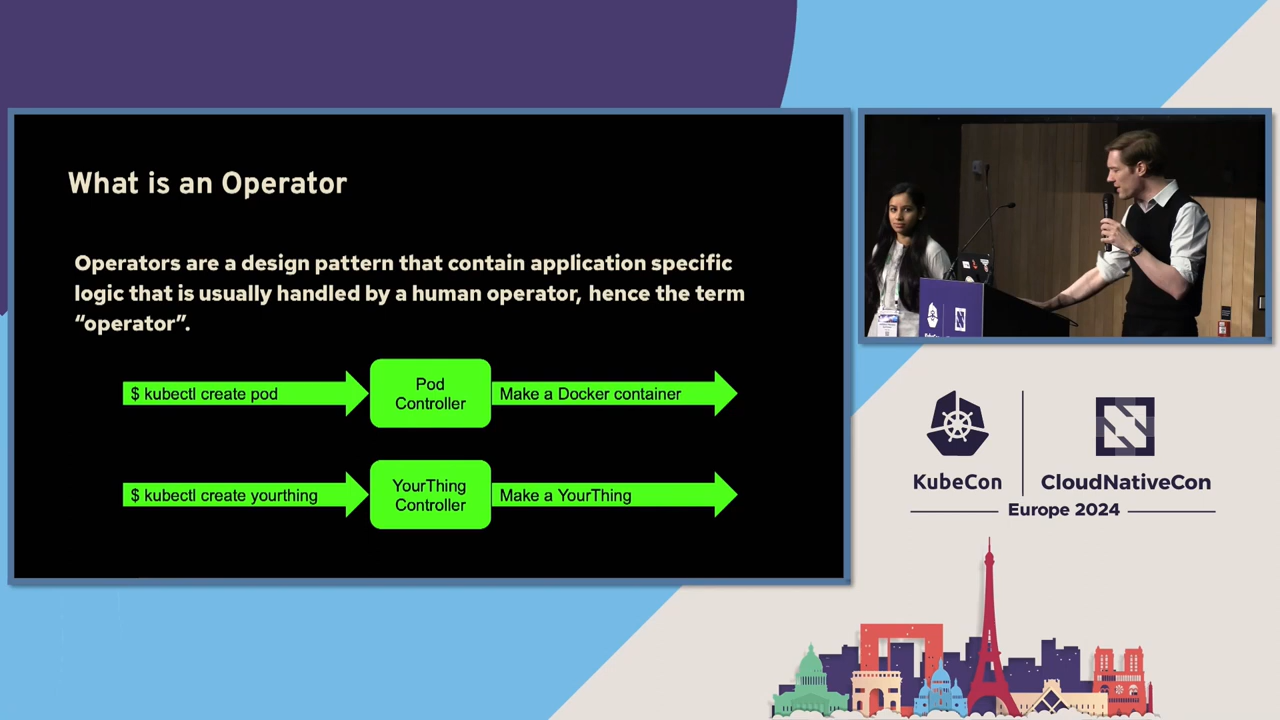 What is an Operator
Operators are a design pattern that contain application specific
logic that is usually handled by a human operator, hence the term
“operator”.
$ kubectl create pod
Pod
Controller
Make a Docker container
$ kubectl create yourthing
YourThing
Controller
Make a YourThing
KubeCon
CloudNativeCon
Europe 2024